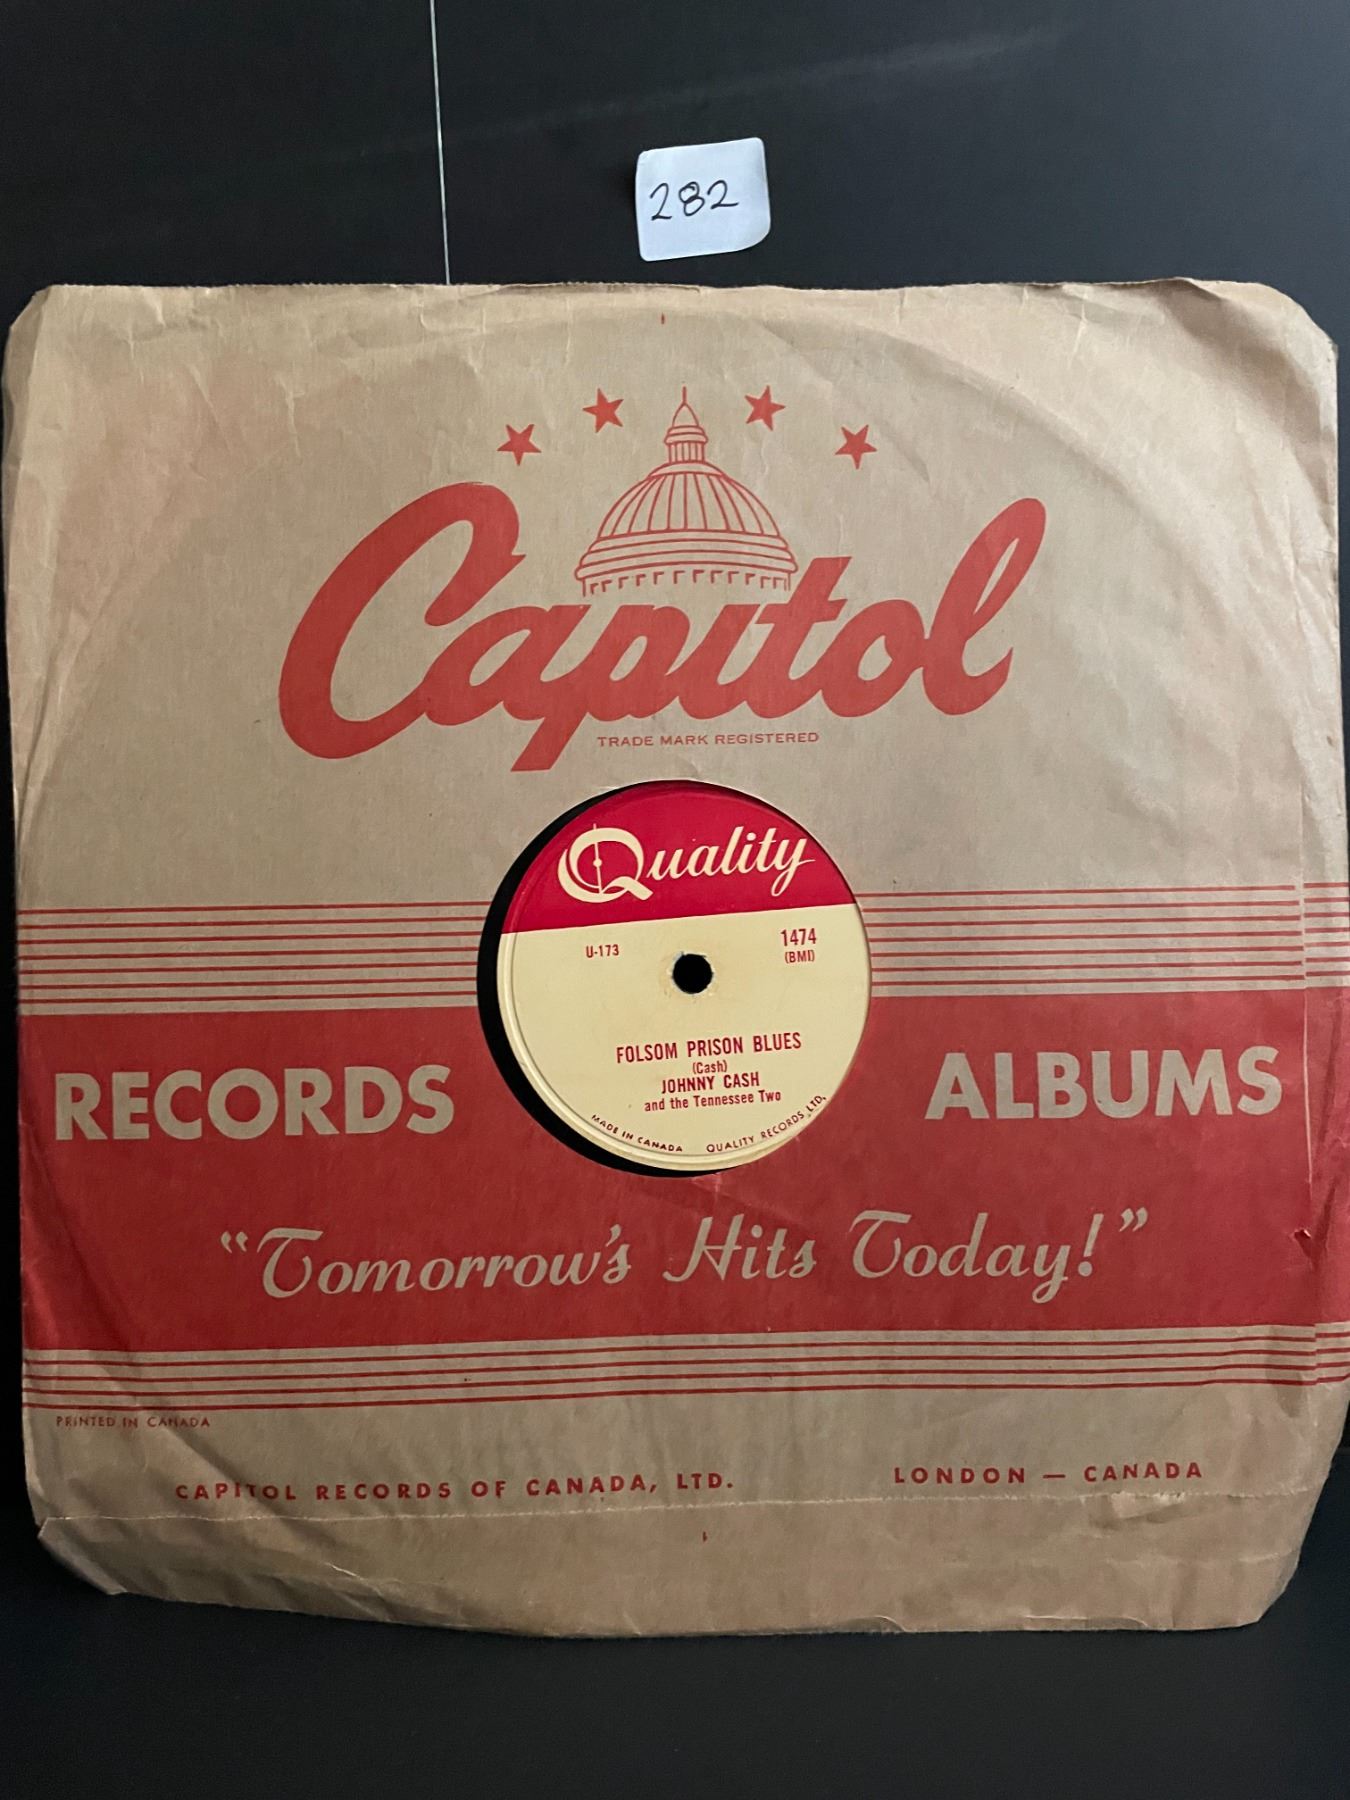 282
Capitol
TRADE MARK REGISTERED
Quality
U-173 1474
(BMI)
FOLSOM PRISON BLUES
(Cash)
JOHNNY CASH
and the Tennessee Two
MADE IN CANADA QUALITY RECORDS LTD.
RECORDS ALBUMS
"Tomorrow's Hits Today!"
PRINTED IN CANADA
CAPITOL RECORDS OF CANADA, LTD. LONDON — CANADA